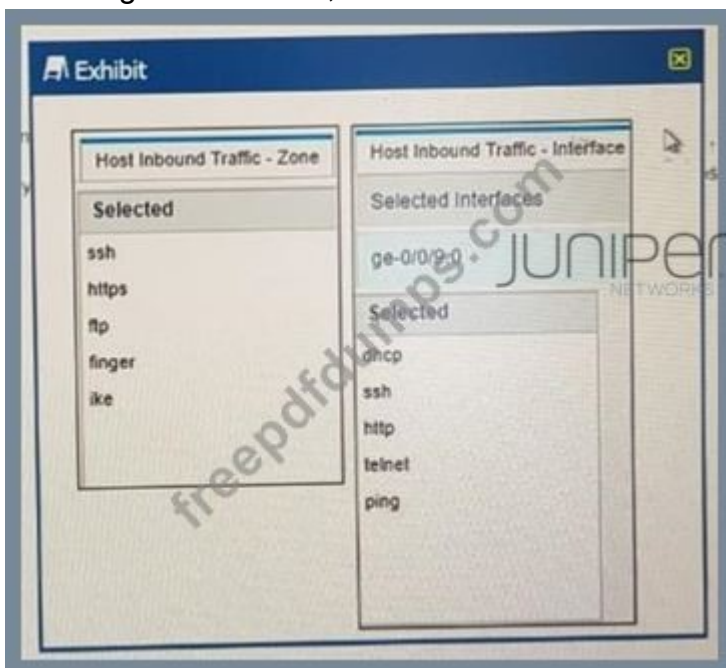 Exhibit
Host Inbound Traffic - Zone
Selected
ssh
https
ftp
finger
ike
Host Inbound Traffic - Interface
Selected Interfaces
ge-0/0/9.0
Selected
dhcp
ssh
http
telnet
ping
JUNIPEr
NETWORKS
freepdfdumps.com